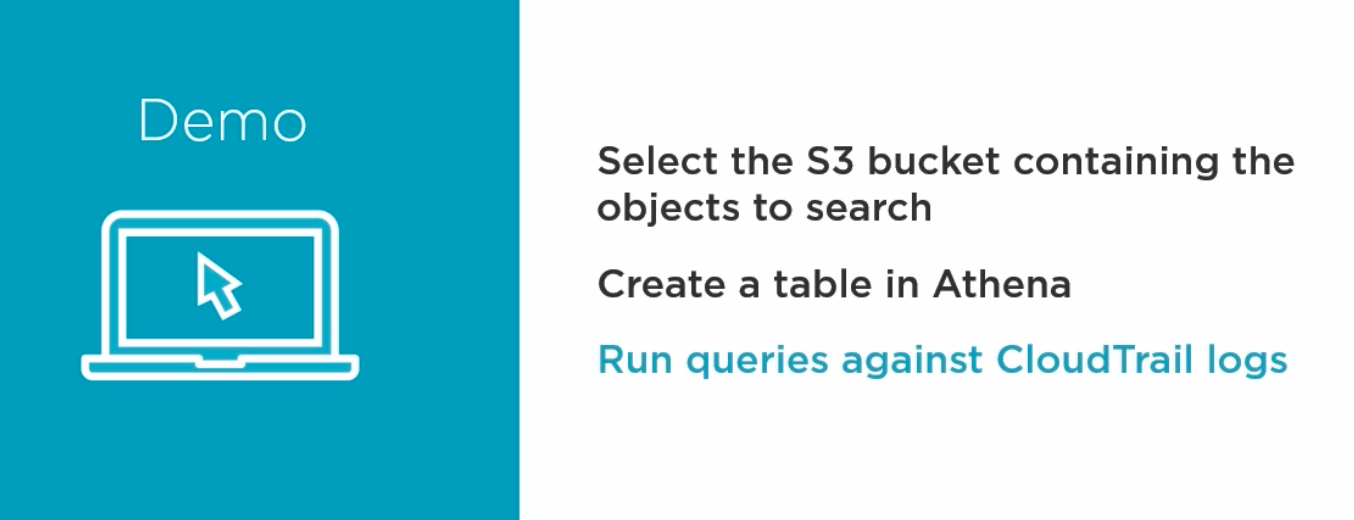 Demo
Select the S3 bucket containing the
objects to search
Create a table in Athena
Run queries against CloudTrail logs